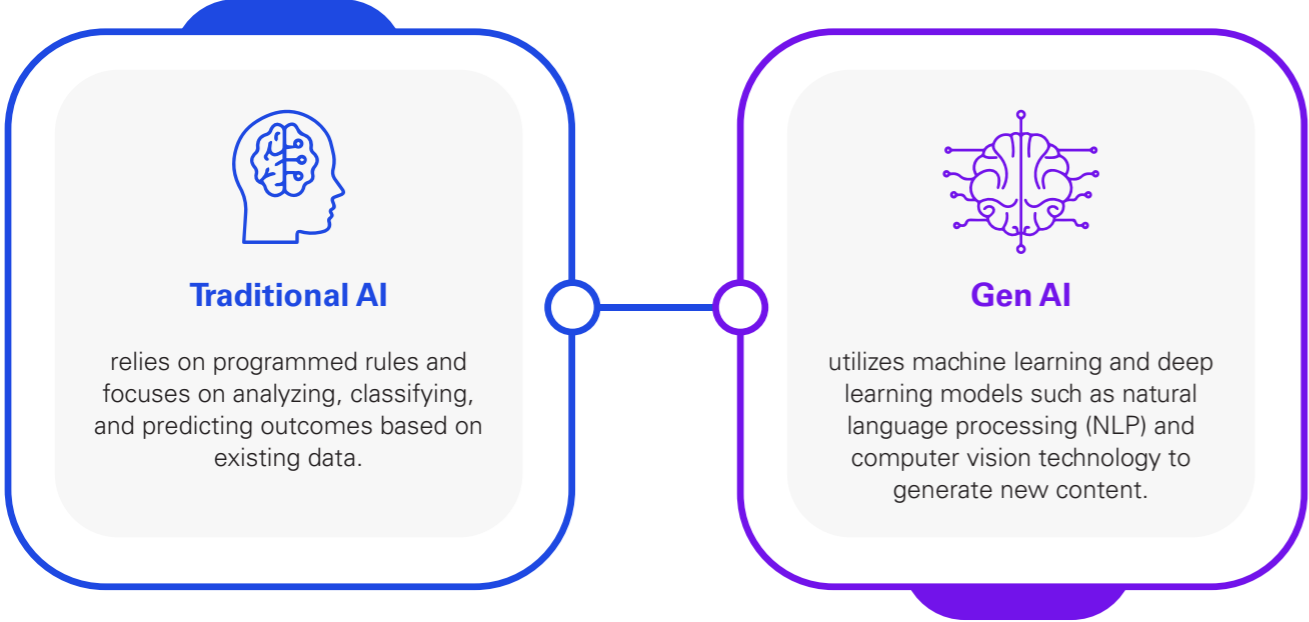 Traditional AI
relies on programmed rules and
focuses on analyzing, classifying,
and predicting outcomes based on
existing data.
Gen AI
utilizes machine learning and deep
learning models such as natural
language processing (NLP) and
computer vision technology to
generate new content.